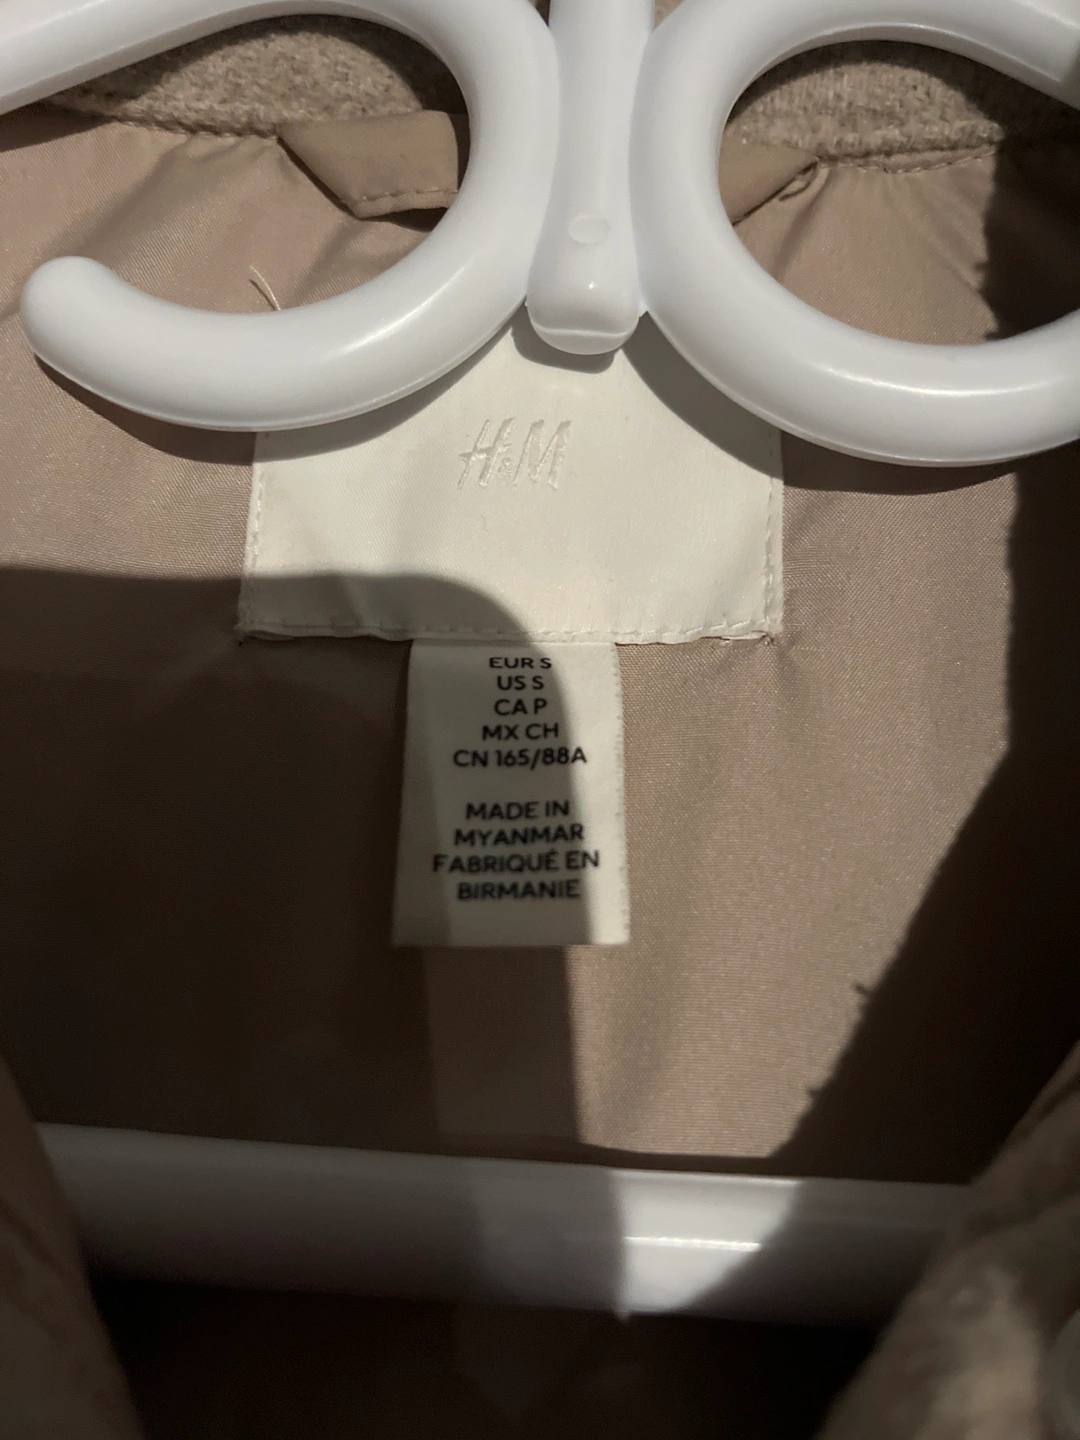 H&M
EUR S
US S
CA P
MX CH
CN 165/88A
MADE IN
MYANMAR
FABRIQUÉ EN
BIRMANIE